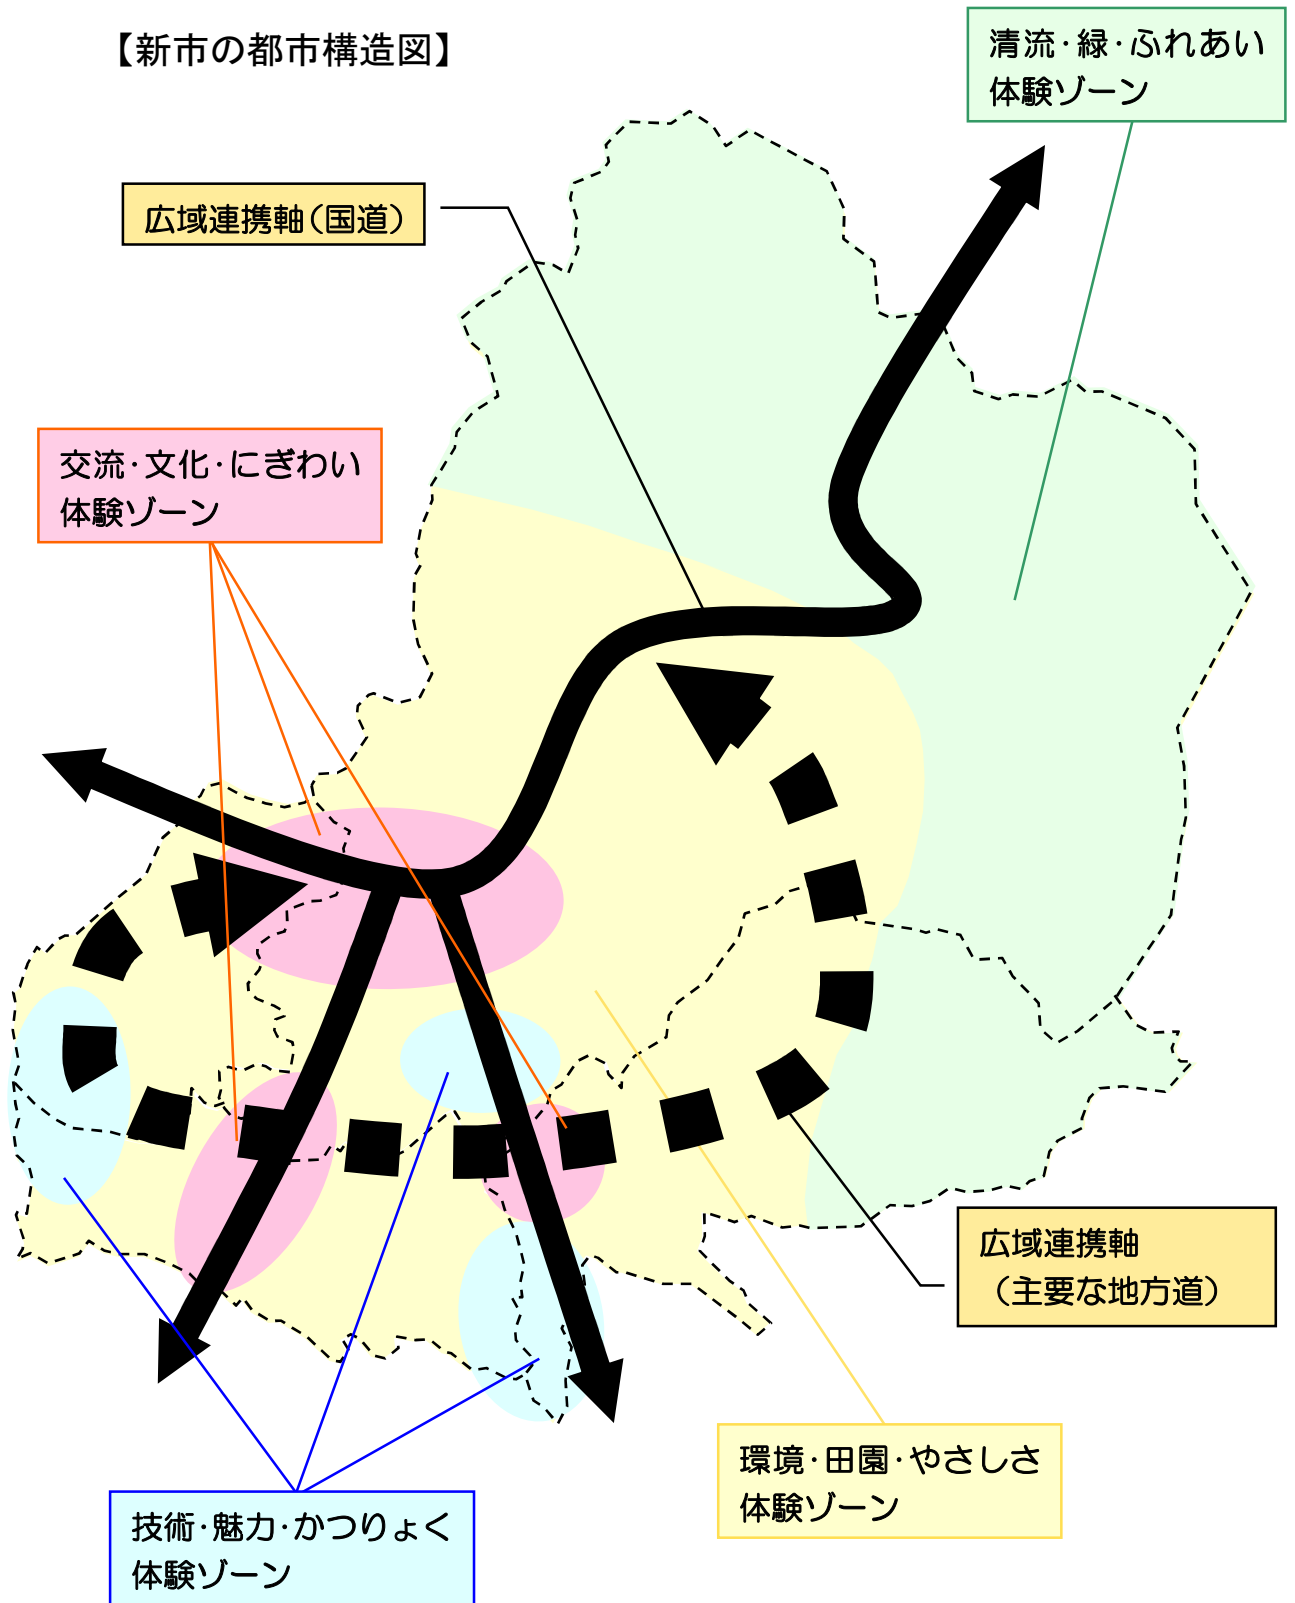 【新市の都市構造図】
清流・緑・ふれあい
体験ゾーン
広域連携軸（国道）
交流・文化・にぎわい
体験ゾーン
広域連携軸
（主要な地方道）
環境・田園・やさしさ
体験ゾーン
技術・魅力・かつりょく
体験ゾーン